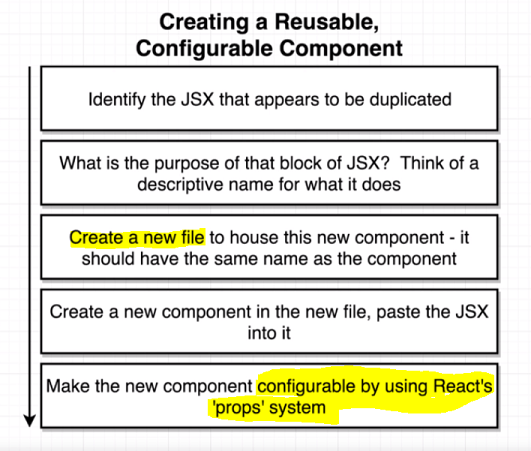 Creating a Reusable,
Configurable Component
Identify the JSX that appears to be duplicated
What is the purpose of that block of JSX?  Think of a
descriptive name for what it does
Create a new file to house this new component - it
should have the same name as the component
Create a new component in the new file, paste the JSX
into it
Make the new component configurable by using React's
'props' system